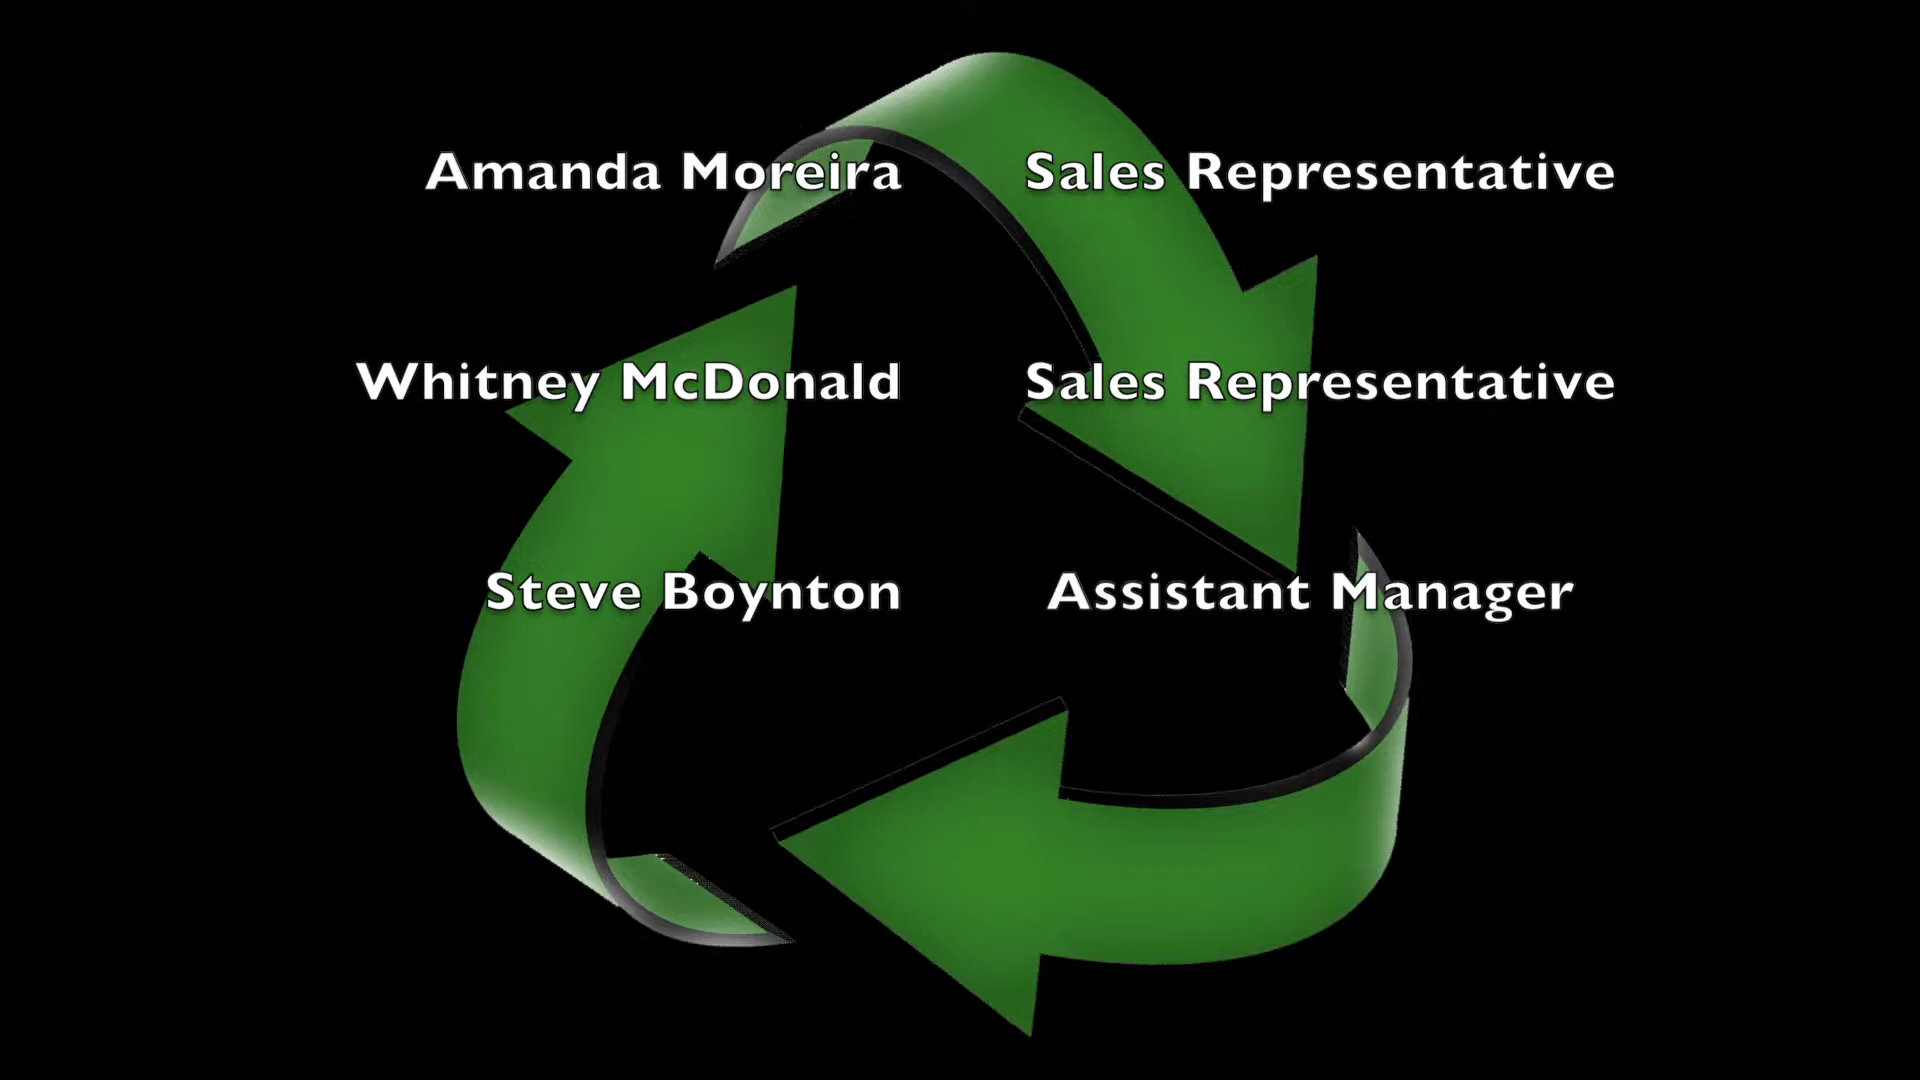 Amanda Moreira Sales Representative
Whitney McDonald Sales Representative
Steve Boynton Assistant Manager